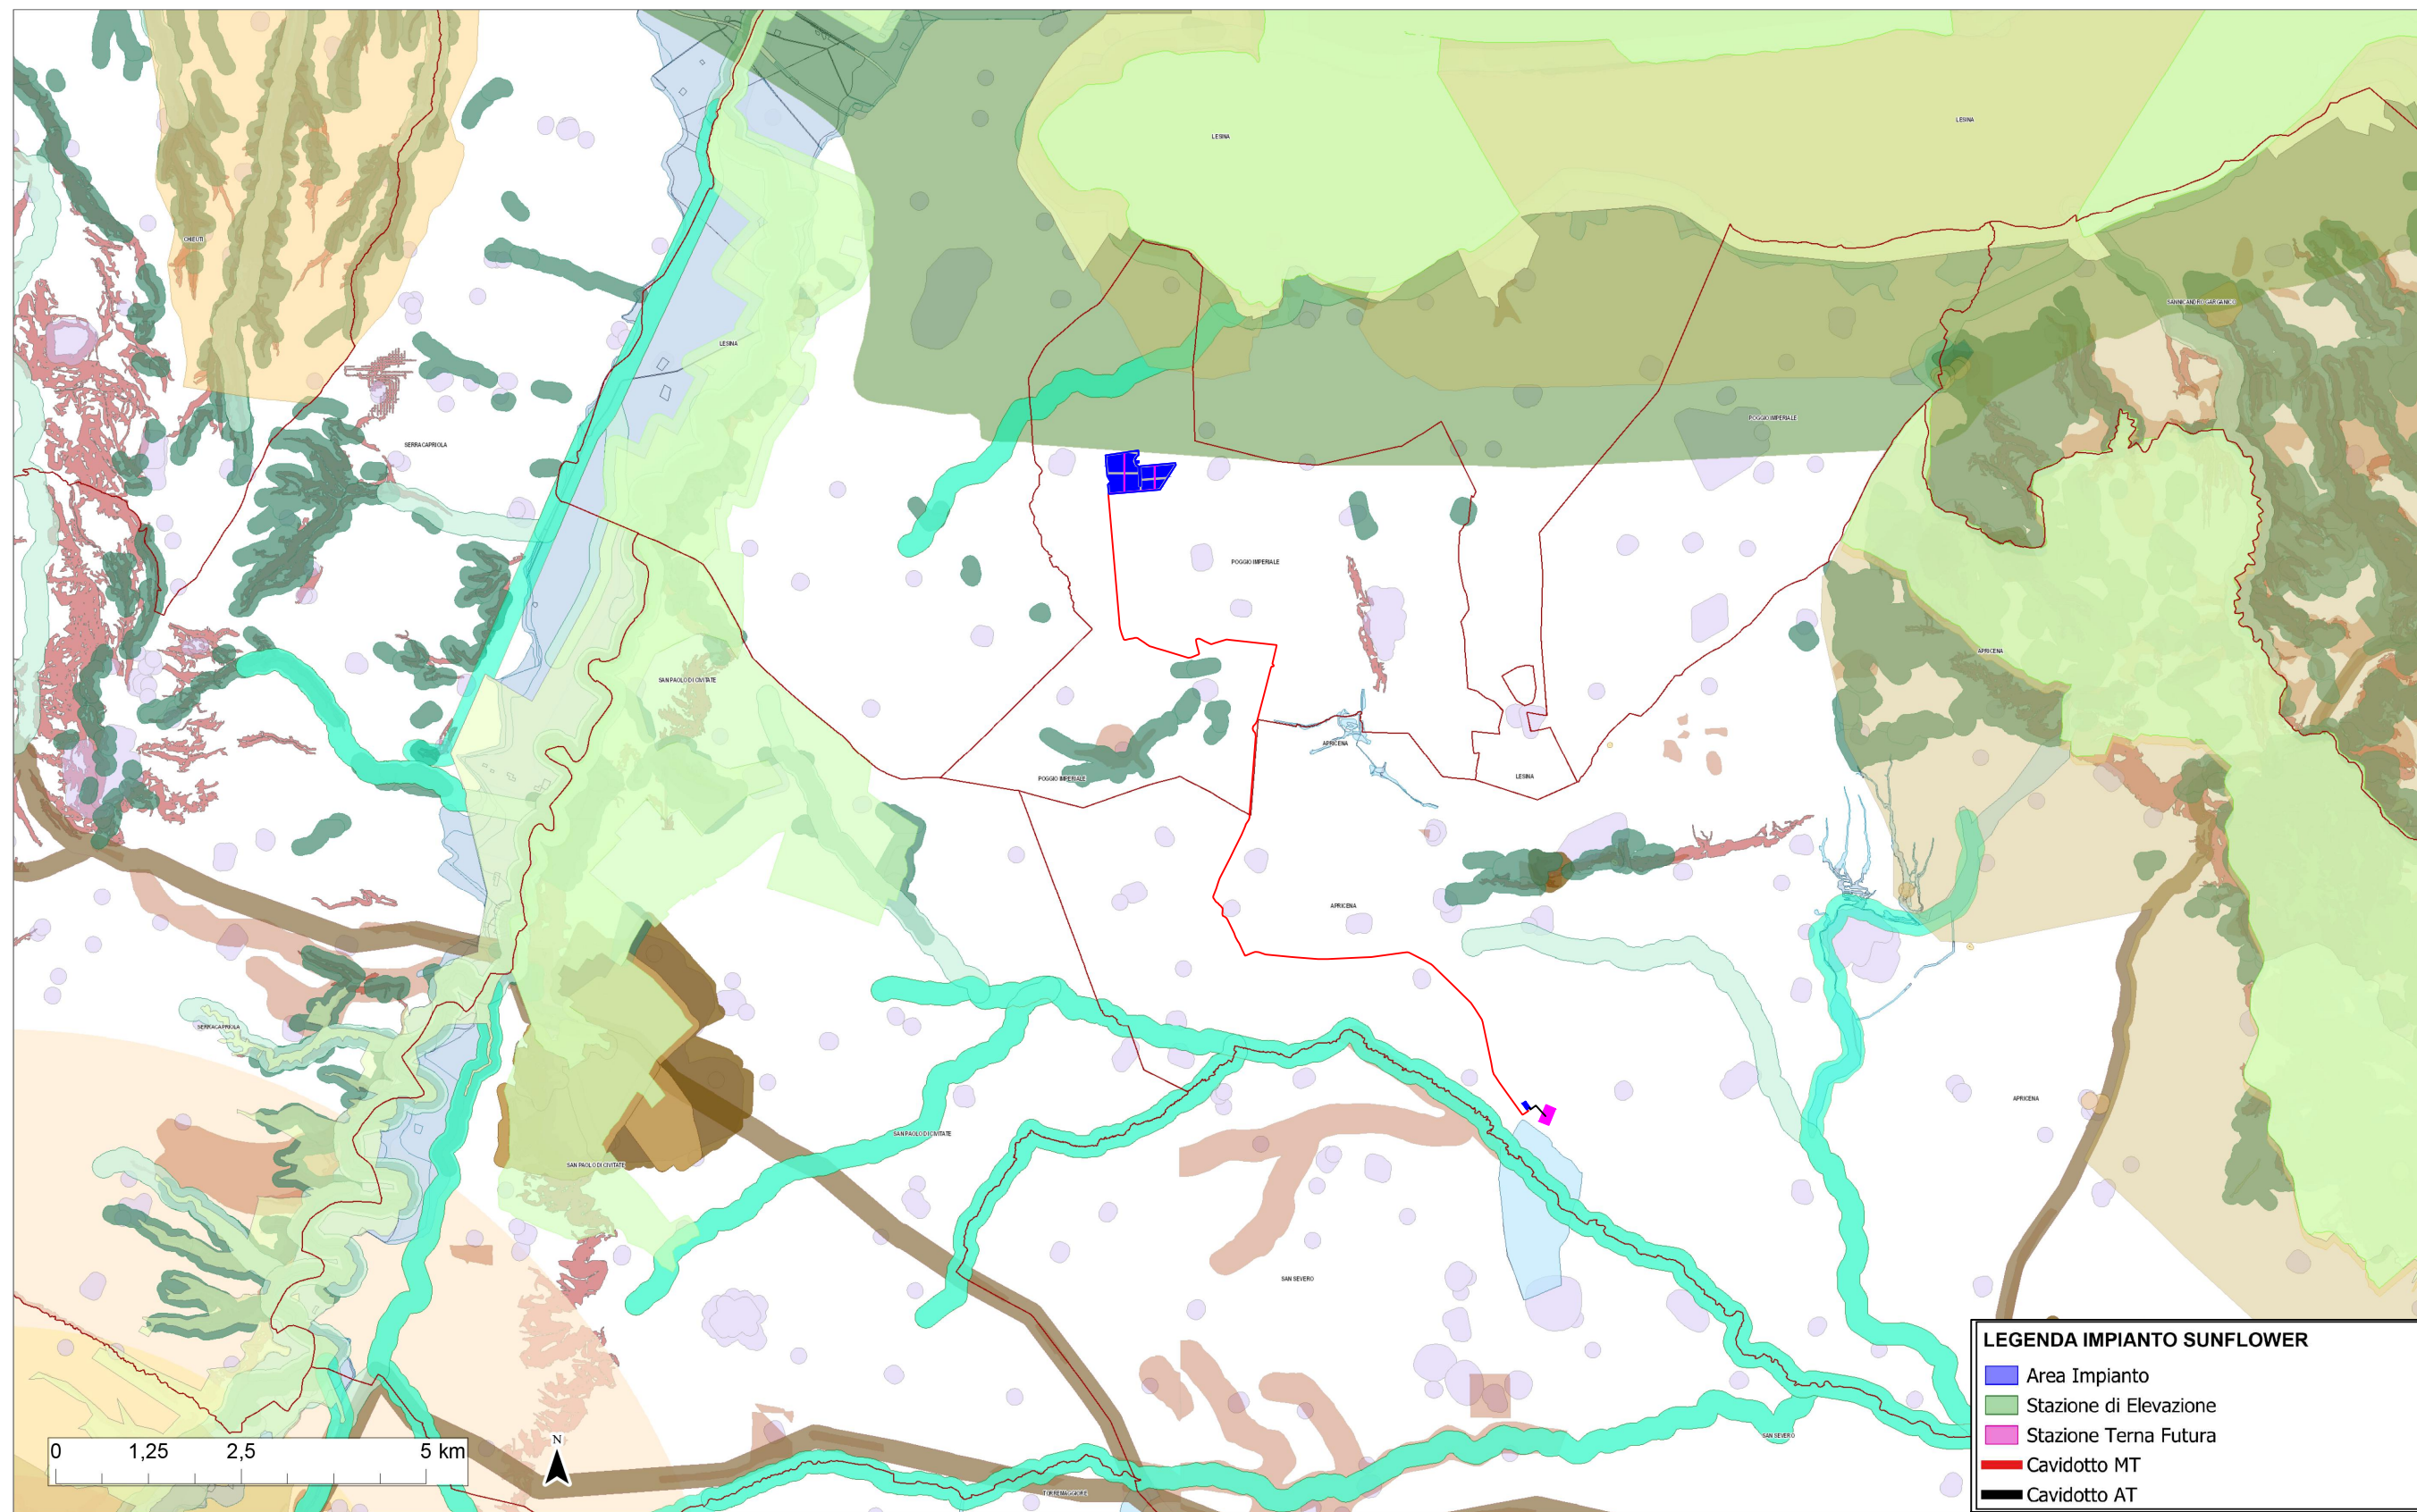 LESINA
LESINA
CHIEUTI
SANNICANDRO GARGANICO
LESINA
POGGIO IMPERIALE
SERRACAPRIOLA
POGGIO IMPERIALE
APRICENA
SAN PAOLO DI CIVITATE
APRICENA
POGGIO IMPERIALE
LESINA
APRICENA
SERRACAPRIOLA
APRICENA
SAN PAOLO DI CIVITATE
SAN PAOLO DI CIVITATE
SAN SEVERO
SAN SEVERO
TORREMAGGIORE
0 1,25 2,5 5 km
N
LEGENDA IMPIANTO SUNFLOWER
Area Impianto
Stazione di Elevazione
Stazione Terna Futura
Cavidotto MT
Cavidotto AT